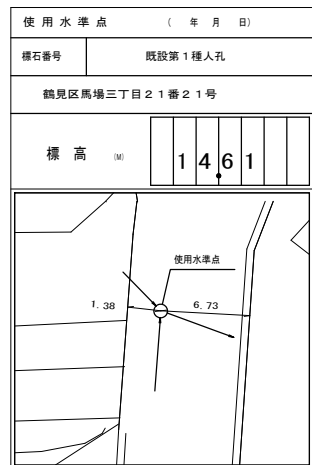 使用水準点 ( 年 月 日)
標石番号 既設第１種人孔
鶴見区馬場三丁目２１番２１号
標高 (M) 14.61
使用水準点
1.38 6.73